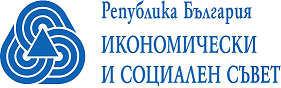 Република България
ИКОНОМИЧЕСКИ
И СОЦИАЛЕН СЪВЕТ